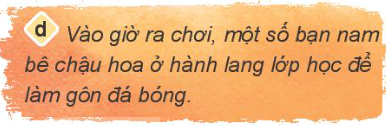 d Vào giờ ra chơi, một số bạn nam
bê chậu hoa ở hành lang lớp học để
làm gôn đá bóng.